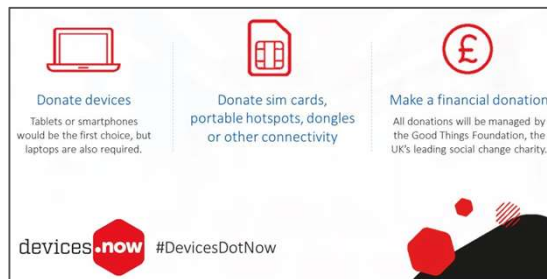 Donate devices
Tablets or smartphones
would be the first choice, but
laptops are also required.
Donate sim cards,
portable hotspots, dongles
or other connectivity
£
Make a financial donation
All donations will be managed by
the Good Things Foundation, the
UK's leading social change charity.
devices.now #DevicesDotNow